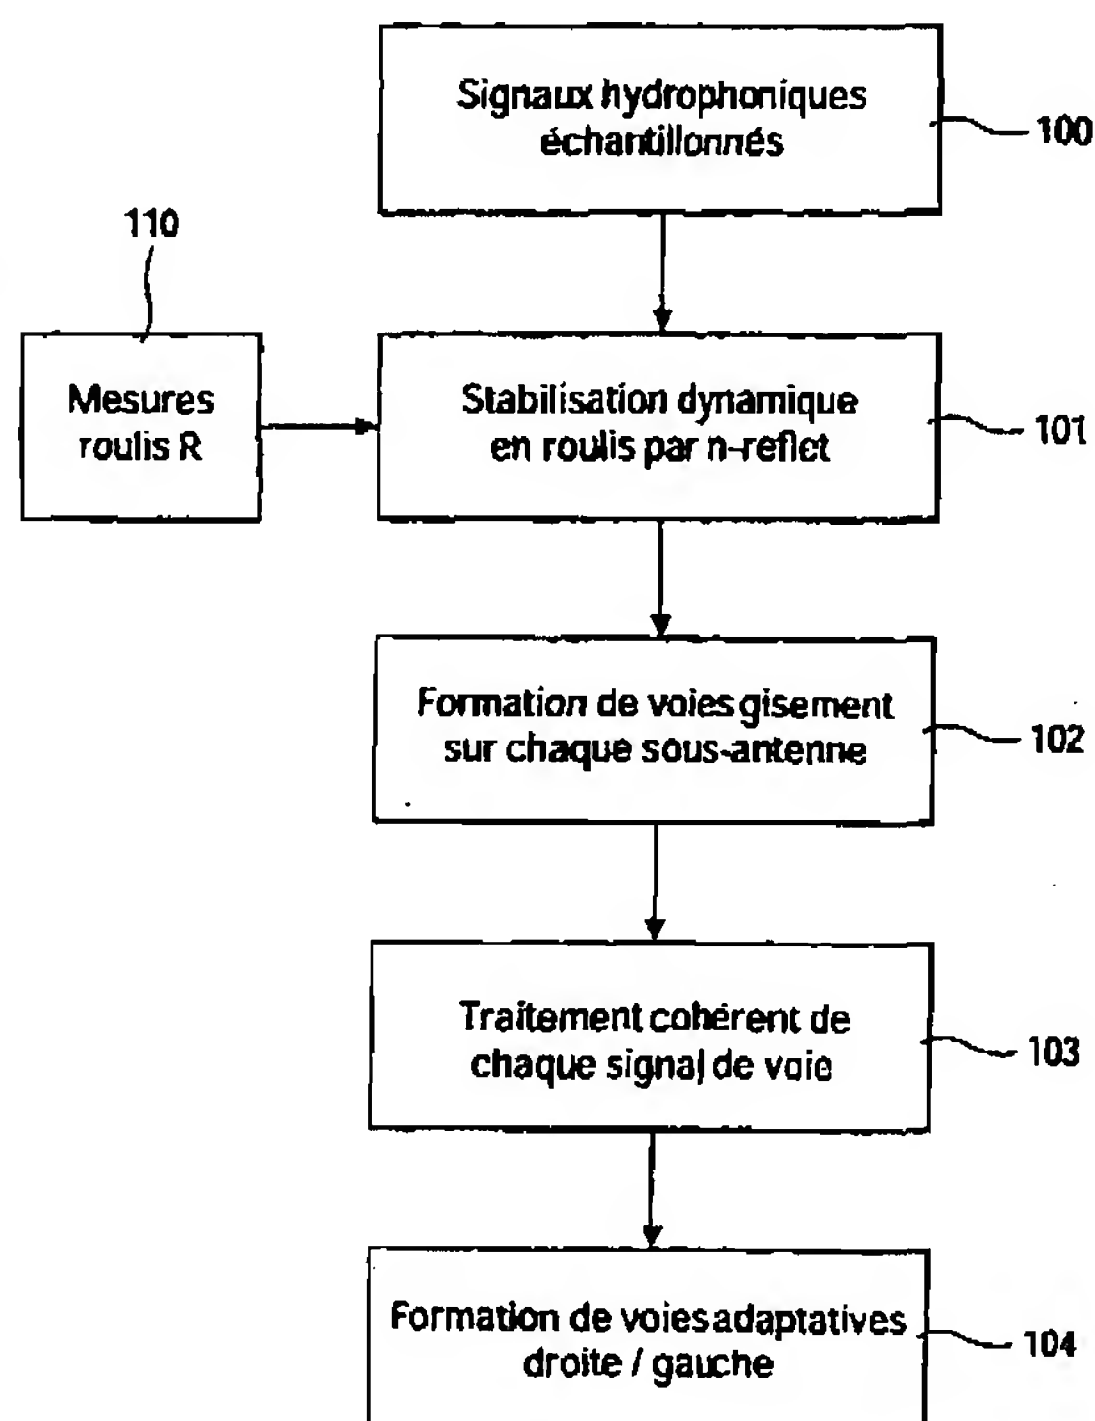 Signaux hydrophoniques
échantillonnés
100
110
Mesures
roulis R
Stabilisation dynamique
en roulis par n-reflet
101
Formation de voies gisement
sur chaque sous-antenne
102
Traitement cohérent de
chaque signal de voie
103
Formation de voies adaptatives
droite / gauche
104